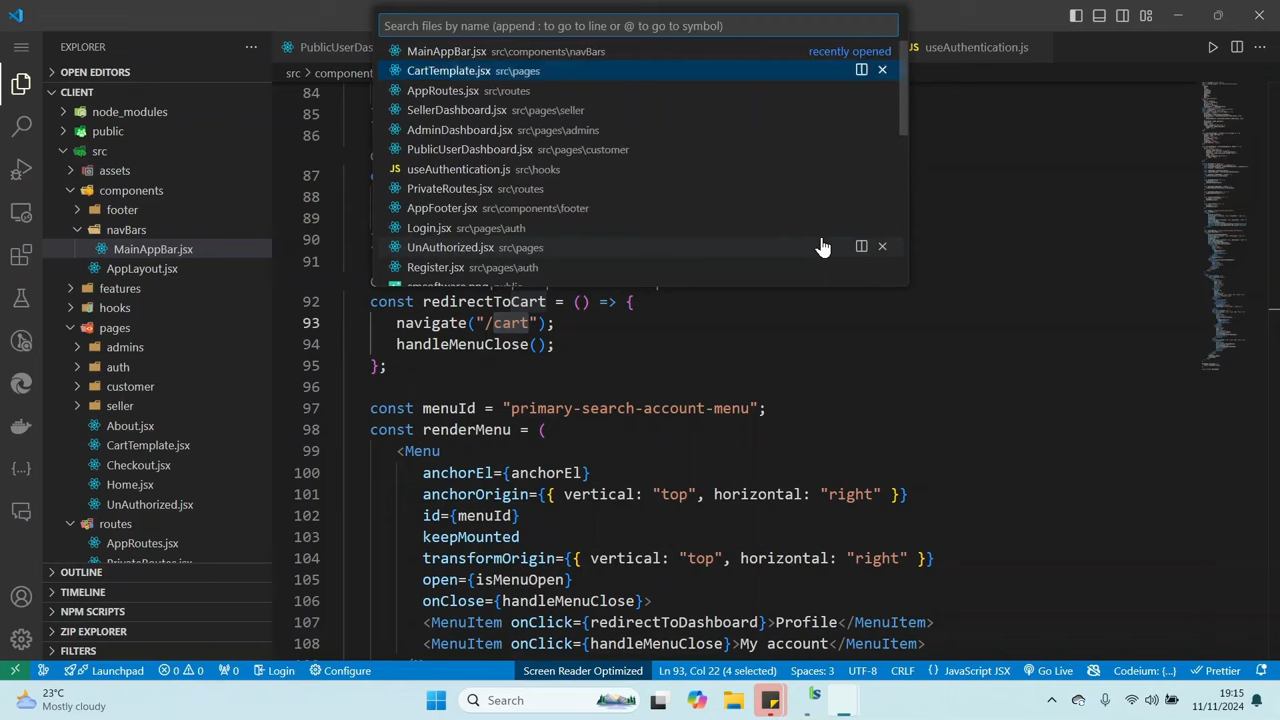 Search files by name (append : to go to line or @ to go to symbol)
EXPLORER
PublicUserDas
useAuthentication.js
MainAppBar.jsx src\components\navBars
recently opened
CartTemplate.jsx src\pages
AppRoutes.jsx src\routes
SellerDashboard.jsx src\pages\seller
AdminDashboard.jsx src\pages\admins
PublicUserDashboard.jsx src\pages\customer
JS useAuthentication.js
PrivateRoutes.jsx src\routes
src\components\footer
UnAuthorized.jsx
Register.jsx src\pages\auth
OPEN EDITORS
CLIENT
node_modules
public
src
assets
components
footer
navBars
MainAppBar.jsx
AppLayout.jsx
features
hooks
pages
admins
auth
customer
seller
About.jsx
CartTemplate.jsx
Checkout.jsx
Home.jsx
UnAuthorized.jsx
routes
AppRoutes.jsx
PrivateRoutes.jsx
OUTLINE
TIMELINE
NPM SCRIPTS
ZIP EXPLORER
FILES
src
component
84
85
86
87
88
89
90
91
92 const redirectToCart = () => {
93 navigate("/cart");
94 handleMenuClose();
95 };
96
97 const menuId = "primary-search-account-menu";
98 const renderMenu = (
99 <Menu
100 anchorEl={anchorEl}
101 anchorOrigin={{ vertical: "top", horizontal: "right" }}
102 id={menuId}
103 keepMounted
104 transformOrigin={{ vertical: "top", horizontal: "right" }}
105 open={isMenuOpen}
106 onClose={handleMenuClose}>
107 <MenuItem onClick={redirectToDashboard}>Profile</MenuItem>
108 <MenuItem onClick={handleMenuClose}>My account</MenuItem>
Launchpad
0
0
0
Login
Configure
Screen Reader Optimized
Ln 93, Col 22 (4 selected)
Spaces: 3
UTF-8
CRLF
{} JavaScript JSX
Go Live
Codeium: {...}
Prettier
23°C
Mostly cloudy
Search
19:15
11/11/2024